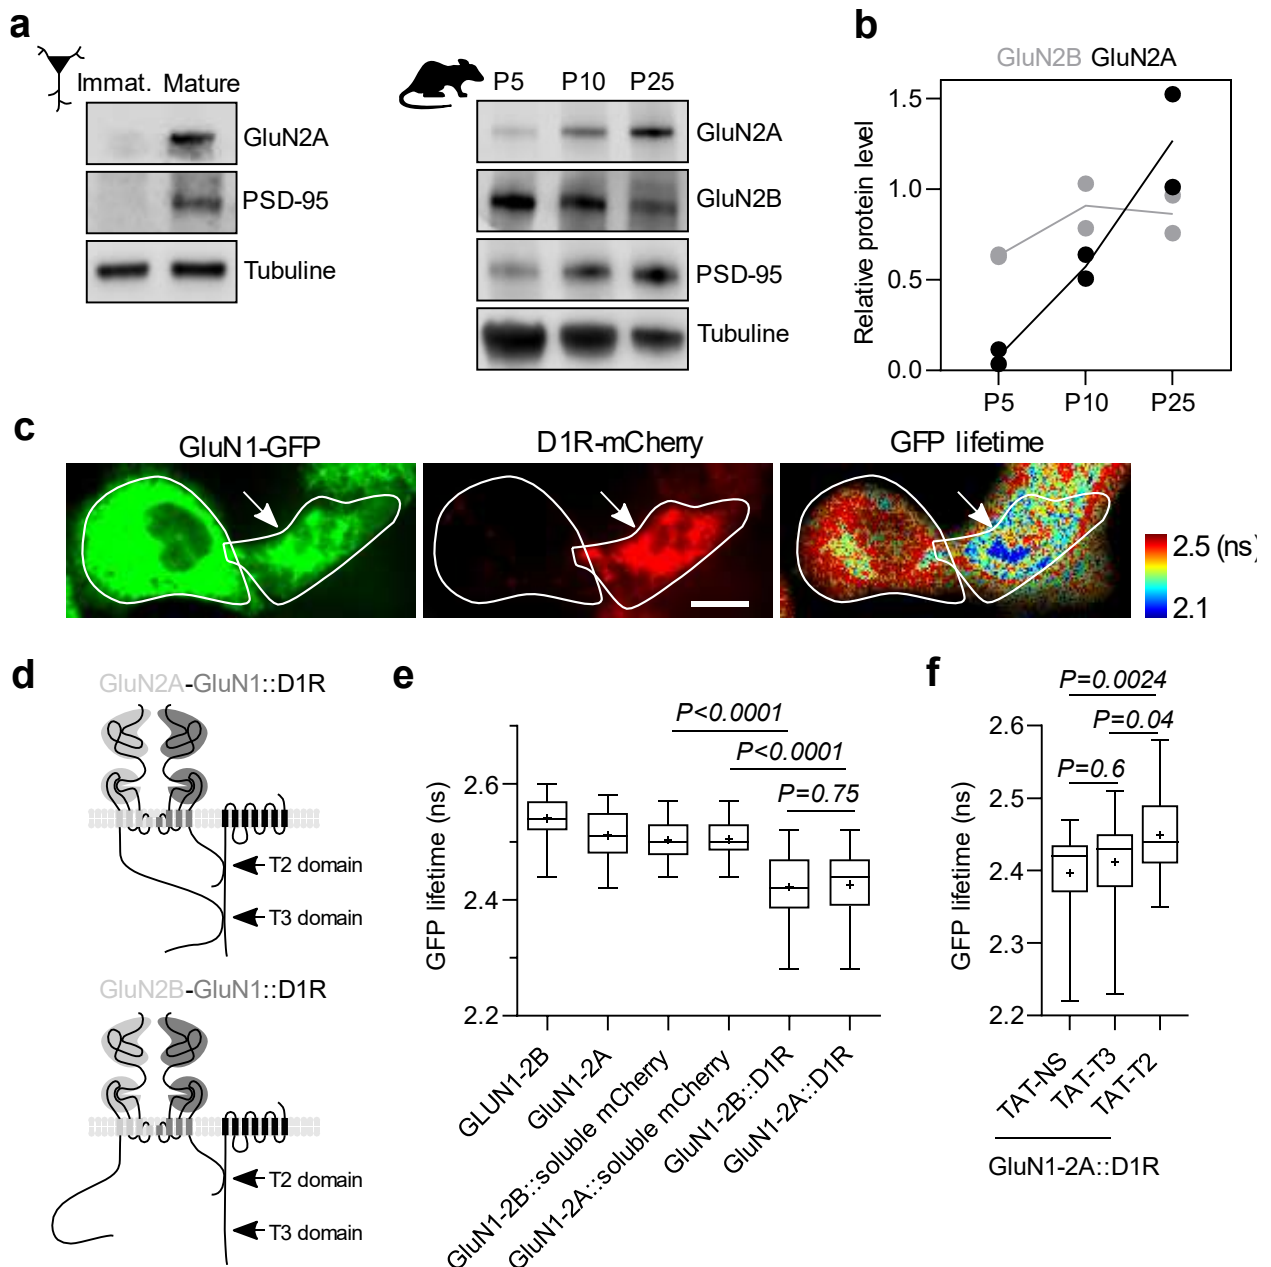 a
Immat. Mature
GluN2A
PSD-95
Tubuline
P5 P10 P25
GluN2A
GluN2B
PSD-95
Tubuline
b
GluN2B GluN2A
Relative protein level
1.5
1.0
0.5
0.0
P5 P10 P25
c
GluN1-GFP D1R-mCherry GFP lifetime
2.5 (ns)
2.1
d
GluN2A-GluN1::D1R
T2 domain
T3 domain
GluN2B-GluN1::D1R
T2 domain
T3 domain
e
P<0.0001
P<0.0001
P=0.75
GFP lifetime (ns)
2.6
2.4
2.2
GLUN1-2B
GluN1-2A
GluN1-2B::soluble mCherry
GluN1-2A::soluble mCherry
GluN1-2B::D1R
GluN1-2A::D1R
f
P=0.0024
P=0.04
P=0.6
GFP lifetime (ns)
2.6
2.5
2.4
2.3
2.2
TAT-NS
TAT-T3
TAT-T2
GluN1-2A::D1R